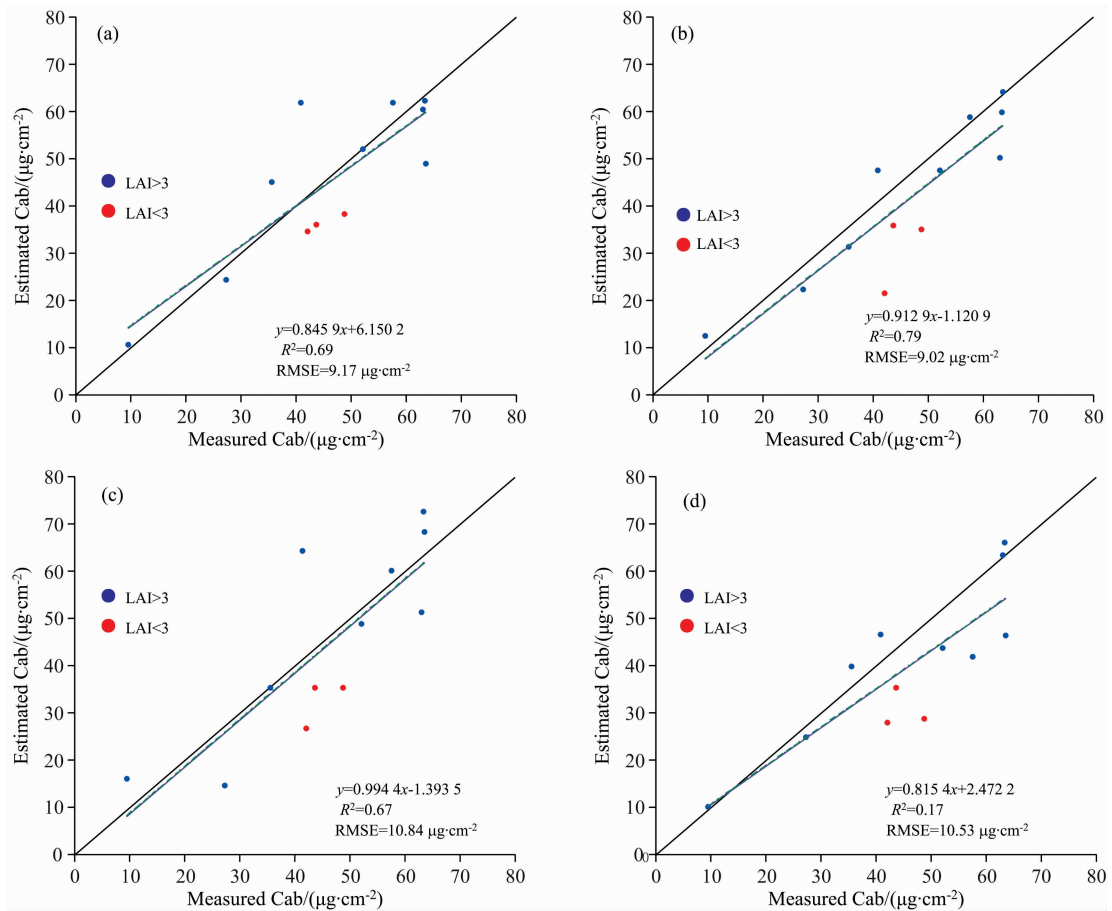 (a)
80
70
60
50
40
30
20
10
0
Estimated Cab/(μg·cm⁻²)
LAI>3
LAI<3
y=0.845 9x+6.150 2
R²=0.69
RMSE=9.17 μg·cm⁻²
0 10 20 30 40 50 60 70 80
Measured Cab/(μg·cm⁻²)
(b)
80
70
60
50
40
30
20
10
0
Estimated Cab/(μg·cm⁻²)
LAI>3
LAI<3
y=0.912 9x-1.120 9
R²=0.79
RMSE=9.02 μg·cm⁻²
0 10 20 30 40 50 60 70 80
Measured Cab/(μg·cm⁻²)
(c)
80
70
60
50
40
30
20
10
0
Estimated Cab/(μg·cm⁻²)
LAI>3
LAI<3
y=0.994 4x-1.393 5
R²=0.67
RMSE=10.84 μg·cm⁻²
0 10 20 30 40 50 60 70 80
Measured Cab/(μg·cm⁻²)
(d)
80
70
60
50
40
30
20
10
0
Estimated Cab/(μg·cm⁻²)
LAI>3
LAI<3
y=0.815 4x+2.472 2
R²=0.17
RMSE=10.53 μg·cm⁻²
0 10 20 30 40 50 60 70 80
Measured Cab/(μg·cm⁻²)